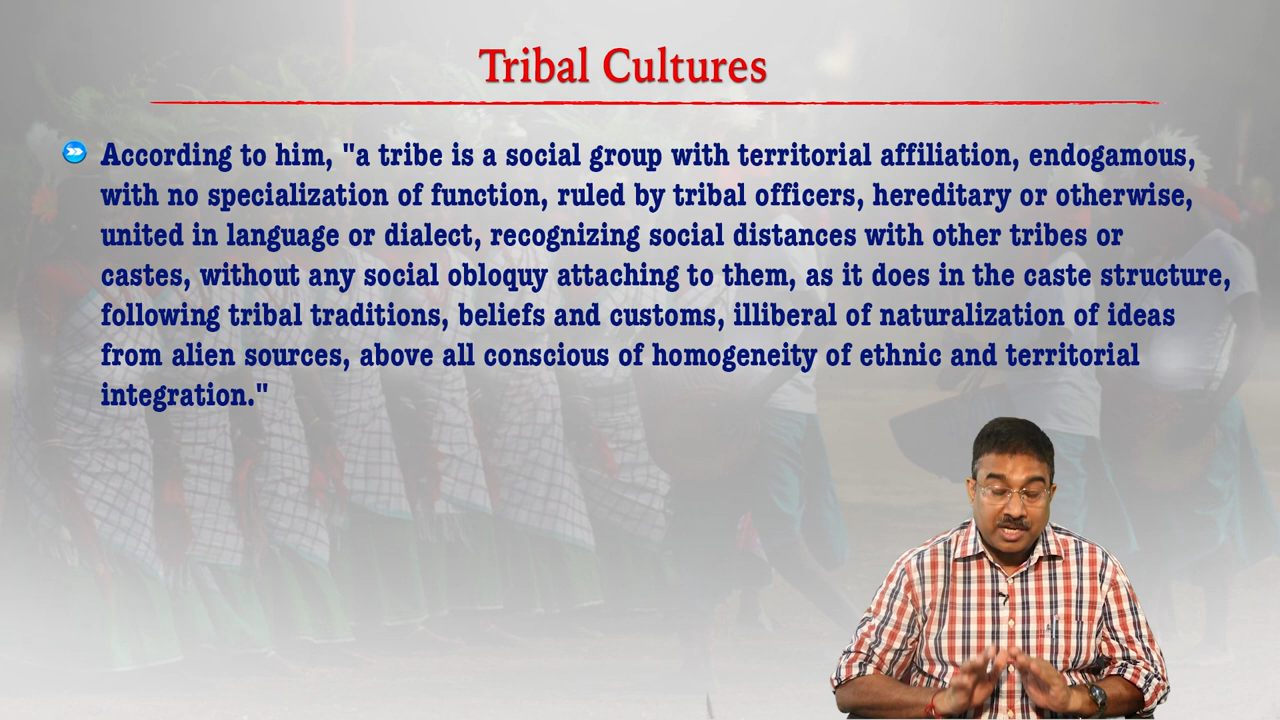 Tribal Cultures
According to him, "a tribe is a social group with territorial affiliation, endogamous,
with no specialization of function, ruled by tribal officers, hereditary or otherwise,
united in language or dialect, recognizing social distances with other tribes or
castes, without any social obloquy attaching to them, as it does in the caste structure,
following tribal traditions, beliefs and customs, illiberal of naturalization of ideas
from alien sources, above all conscious of homogeneity of ethnic and territorial
integration."